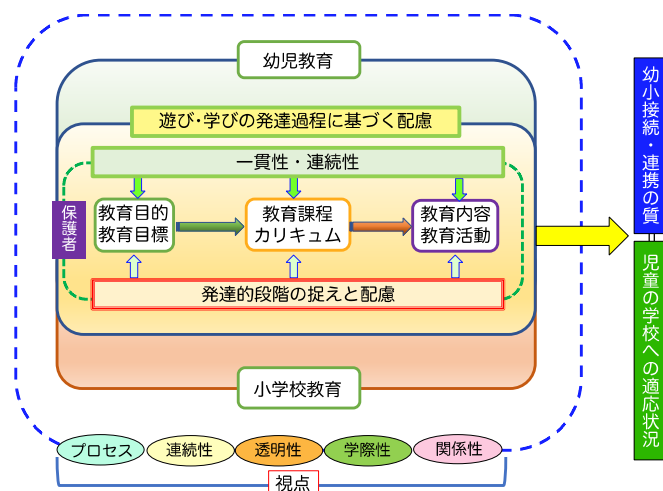 幼児教育
遊び・学びの発達過程に基づく配慮
一貫性・連続性
保護者
教育目的
教育目標
教育課程
カリキュム
教育内容
教育活動
発達的段階の捉えと配慮
小学校教育
幼小接続・連携の質
児童の学校への適応状況
プロセス
連続性
透明性
学際性
関係性
視点